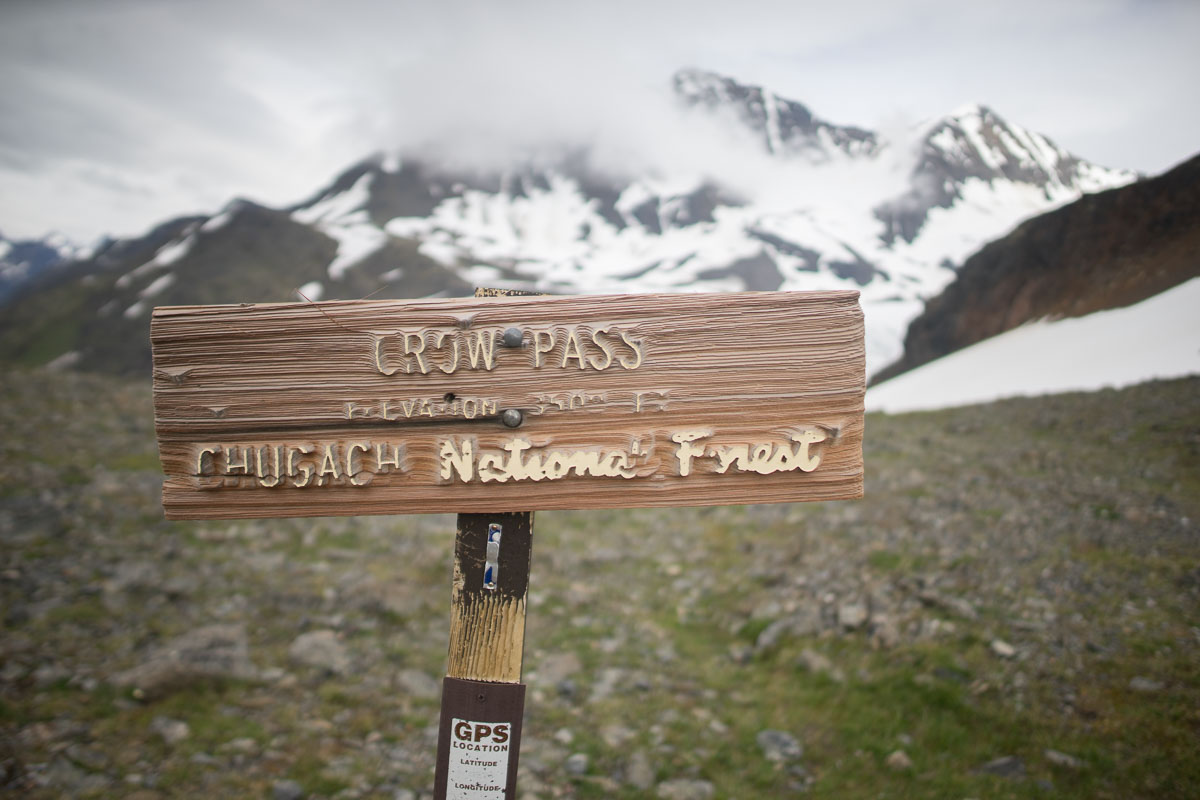 CROW PASS
ELEVATION
CHUGACH National Forest
GPS
LOCATION
LATITUDE
LONGITUDE